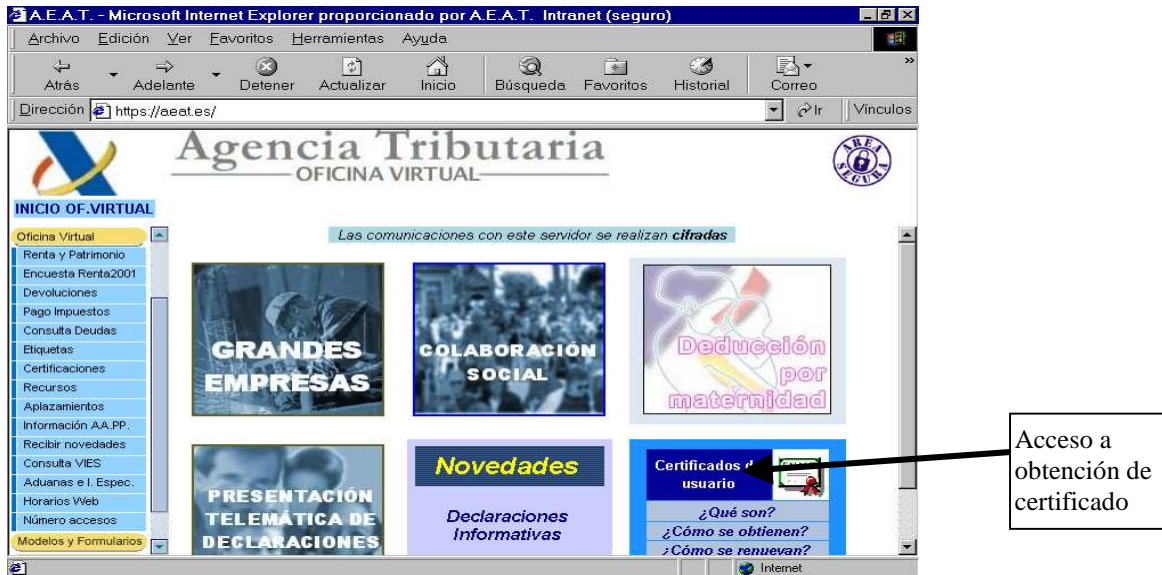 A.E.A.T. - Microsoft Internet Explorer proporcionado por A.E.A.T. Intranet (seguro)
Archivo Edición Ver Favoritos Herramientas Ayuda
Atrás Adelante Detener Actualizar Inicio Búsqueda Favoritos Historial Correo
Dirección https://aeat.es/ Ir Vínculos
Agencia Tributaria
OFICINA VIRTUAL
AREA SEGURA
INICIO OF.VIRTUAL
Las comunicaciones con este servidor se realizan cifradas
Oficina Virtual
Renta y Patrimonio
Encuesta Renta2001
Devoluciones
Pago Impuestos
Consulta Deudas
Etiquetas
Certificaciones
Recursos
Aplazamientos
Información AA.PP.
Recibir novedades
Consulta VIES
Aduanas e I. Espec.
Horarios Web
Número accesos
Modelos y Formularios
GRANDES
EMPRESAS
COLABORACIÓN
SOCIAL
Deducción
por
maternidad
PRESENTACIÓN
TELEMÁTICA DE
DECLARACIONES
Novedades
Declaraciones
Informativas
Certificados d
usuario
¿Qué son?
¿Cómo se obtienen?
¿Cómo se renuevan?
Internet
Acceso a
obtención de
certificado